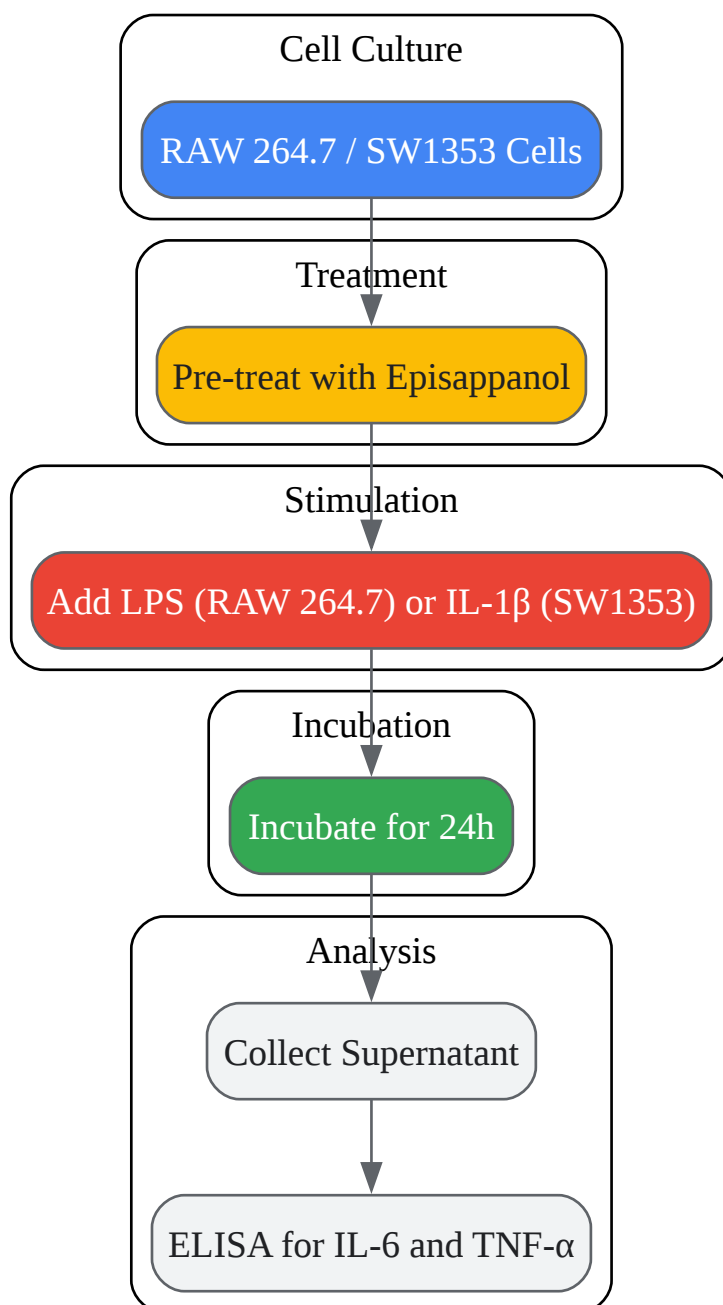 Cell Culture
RAW 264.7 / SW1353 Cells
Treatment
Pre-treat with Episappanol
Stimulation
Add LPS (RAW 264.7) or IL-1β (SW1353)
Incubation
Incubate for 24h
Analysis
Collect Supernatant
ELISA for IL-6 and TNF-α